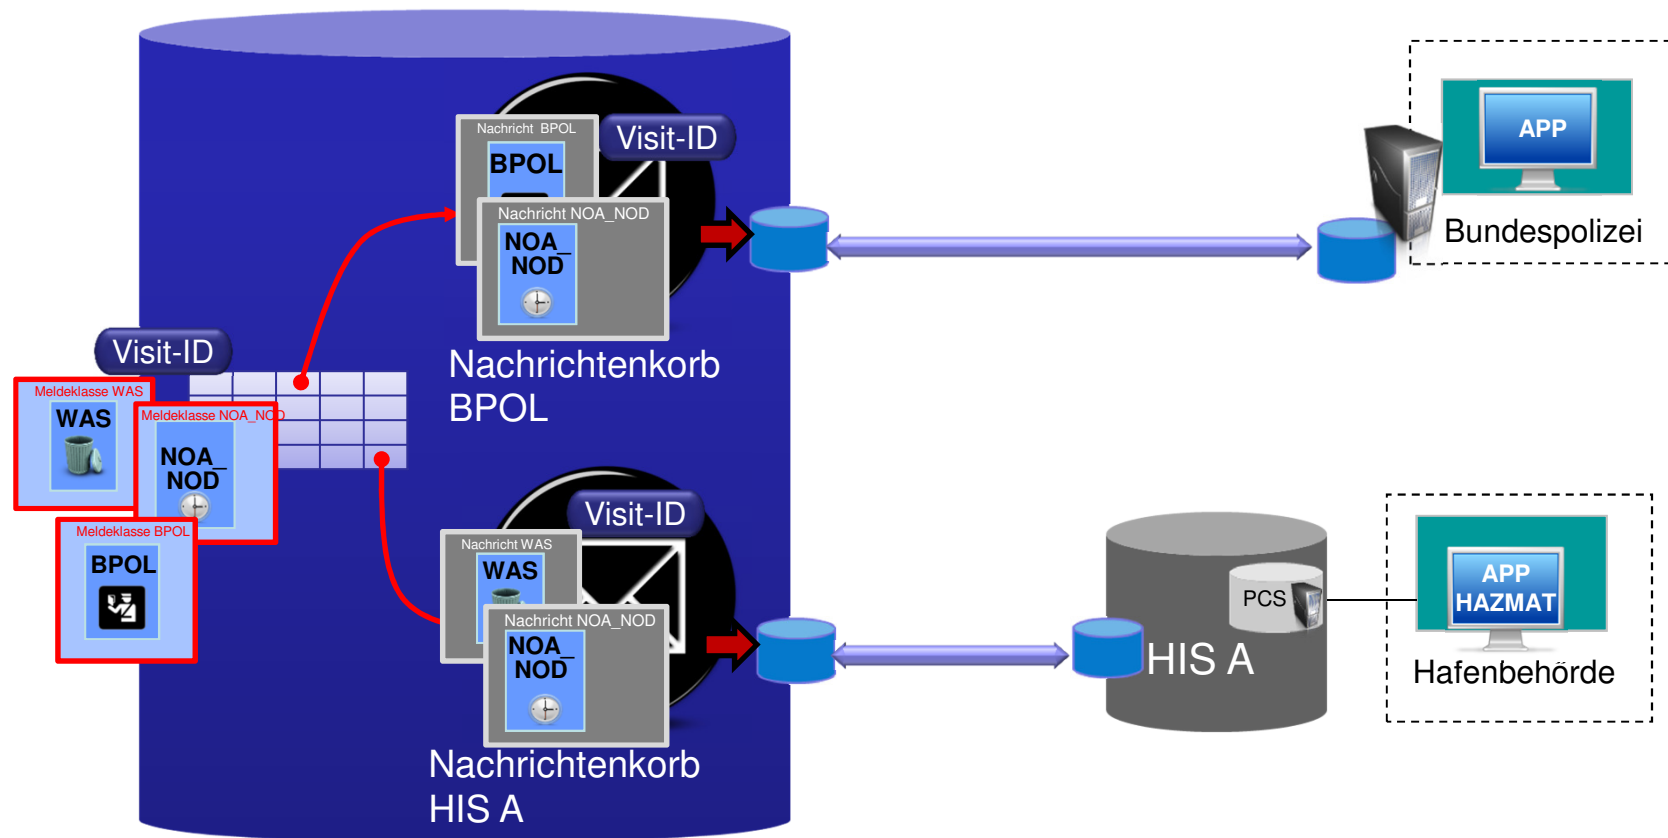 Nachricht BPOL
BPOL
Visit-ID
Nachricht NOA_NOD
NOA_
NOD
Nachrichtenkorb
BPOL
APP
Bundespolizei
Visit-ID
Meldeklasse WAS
WAS
Meldeklasse NOA_NOD
NOA_
NOD
Meldeklasse BPOL
BPOL
Visit-ID
Nachricht WAS
WAS
Nachricht NOA_NOD
NOA_
NOD
Nachrichtenkorb
HIS A
PCS
HIS A
APP
HAZMAT
Hafenbehörde